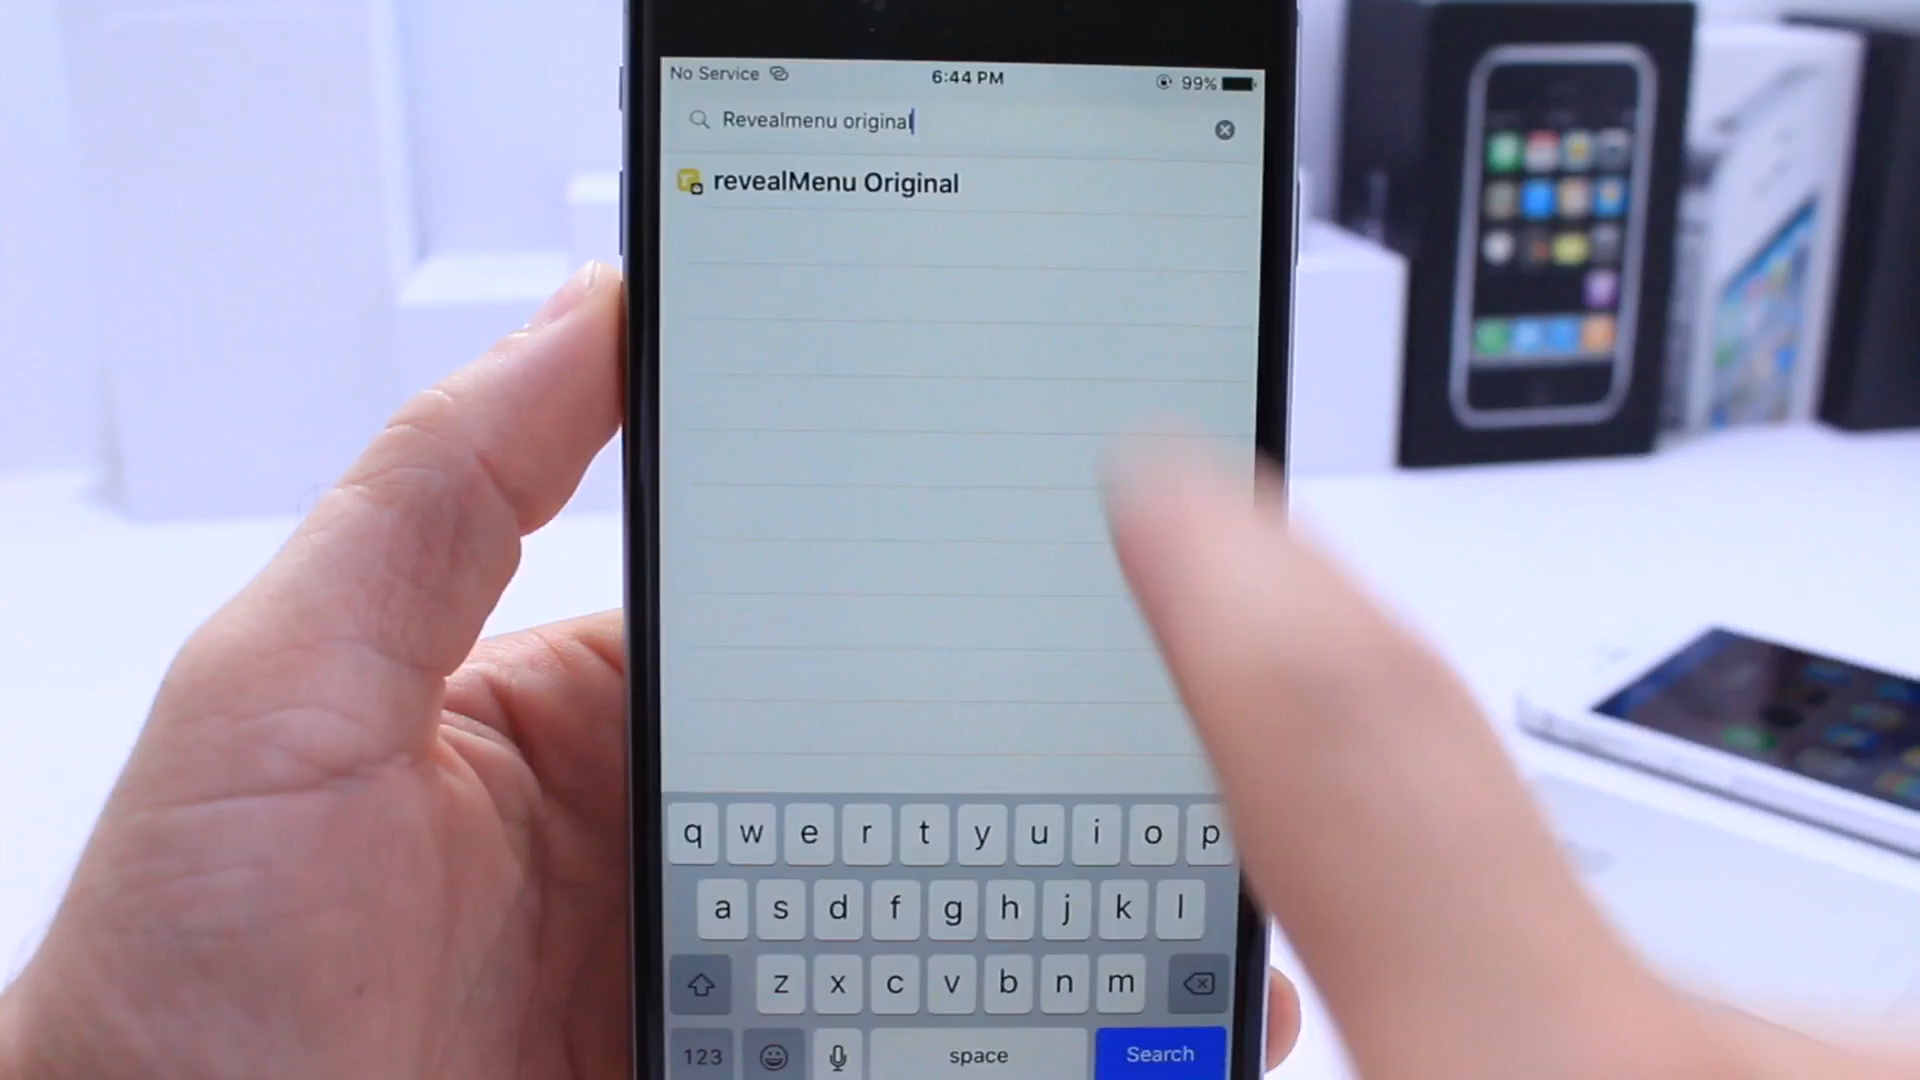 No Service 6:44 PM 99%
Revealmenu original
revealMenu Original
q w e r t y u i o p
a s d f g h j k l
z x c v b n m
123 space Search